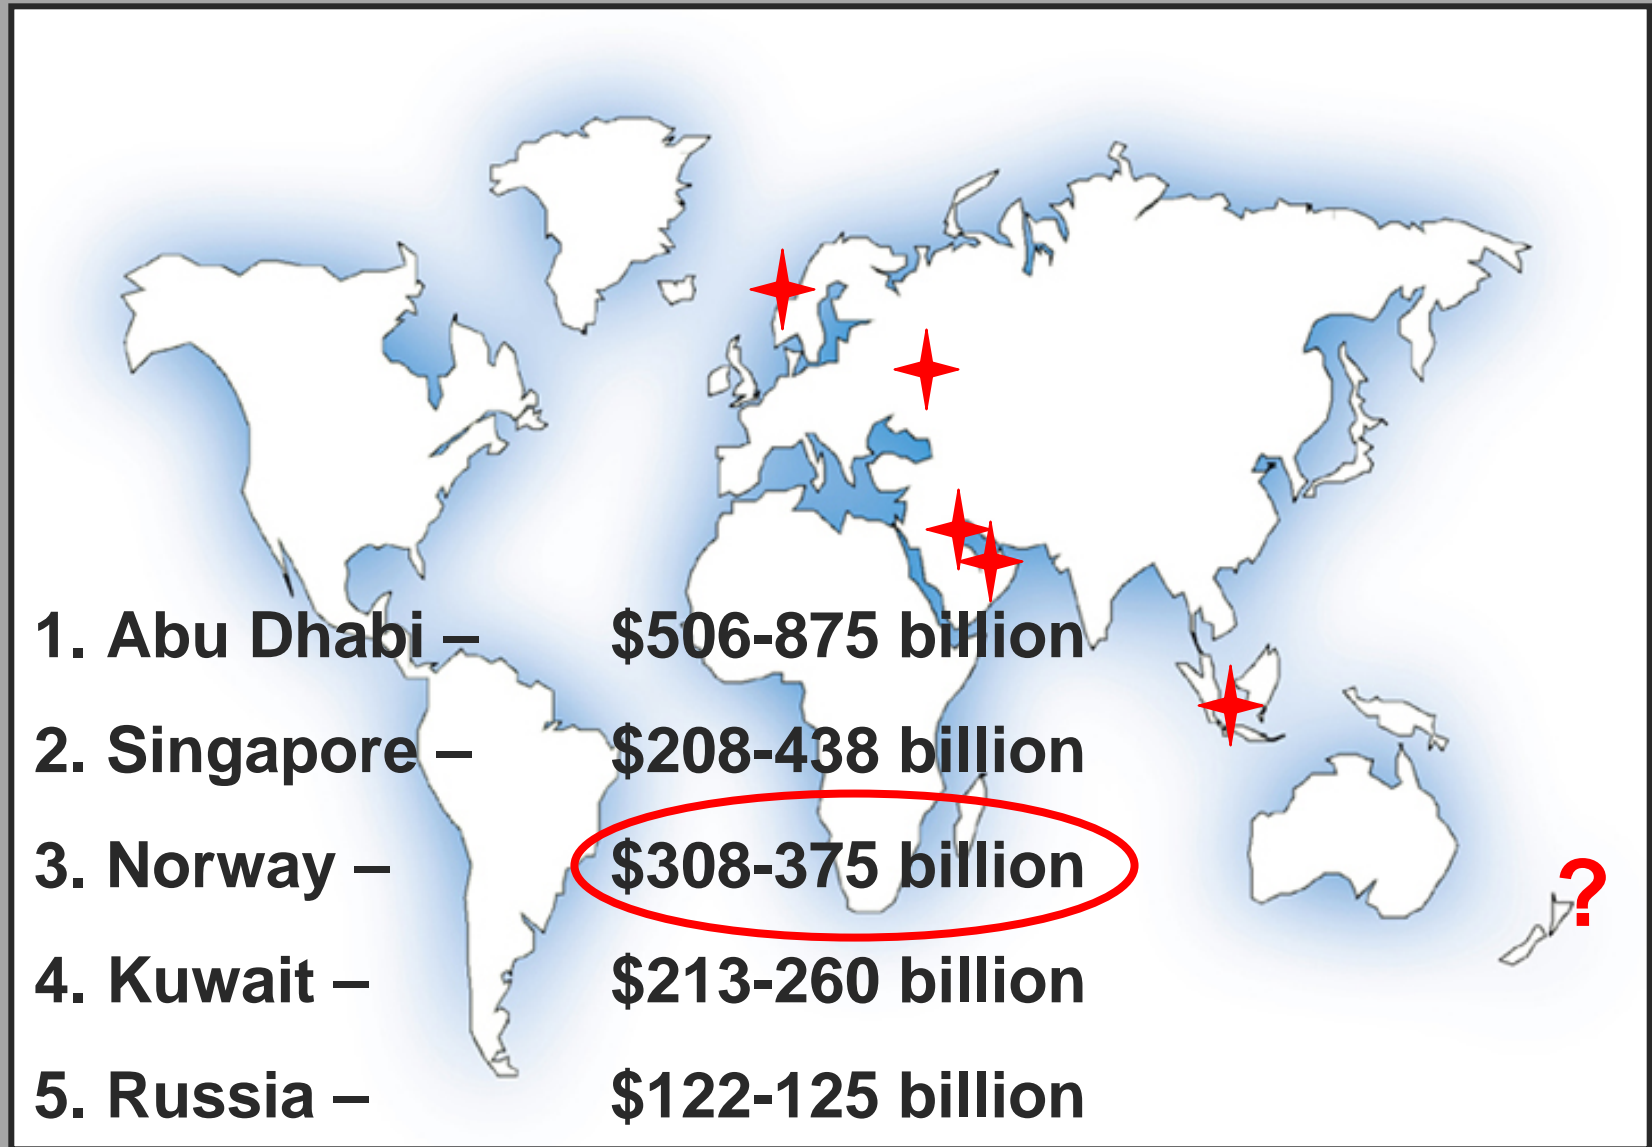 1. Abu Dhabi – $506-875 billion
2. Singapore – $208-438 billion
3. Norway – $308-375 billion
?
4. Kuwait – $213-260 billion
5. Russia – $122-125 billion